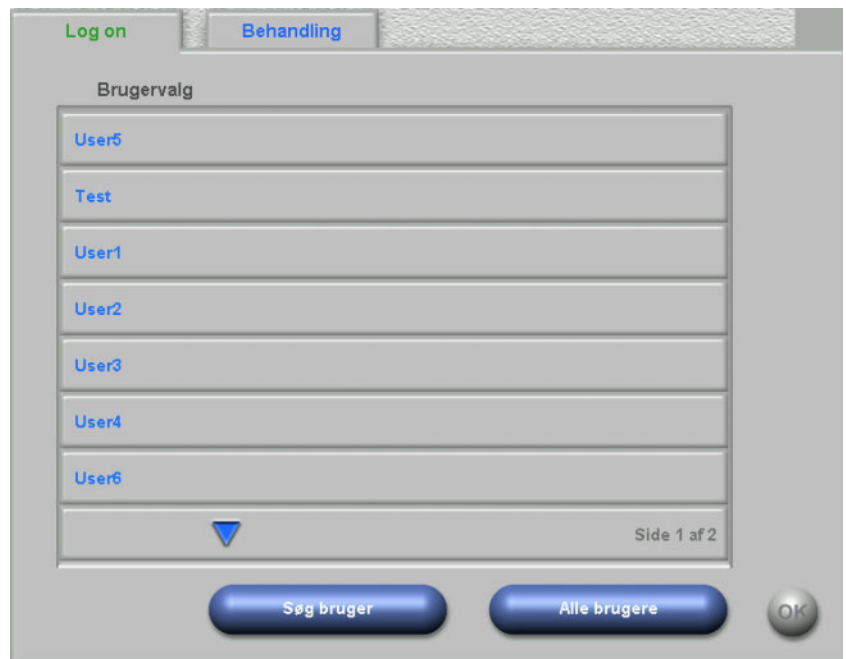 Log on Behandling
Brugervalg
User5
Test
User1
User2
User3
User4
User6
Side 1 af 2
Søg bruger Alle brugere OK